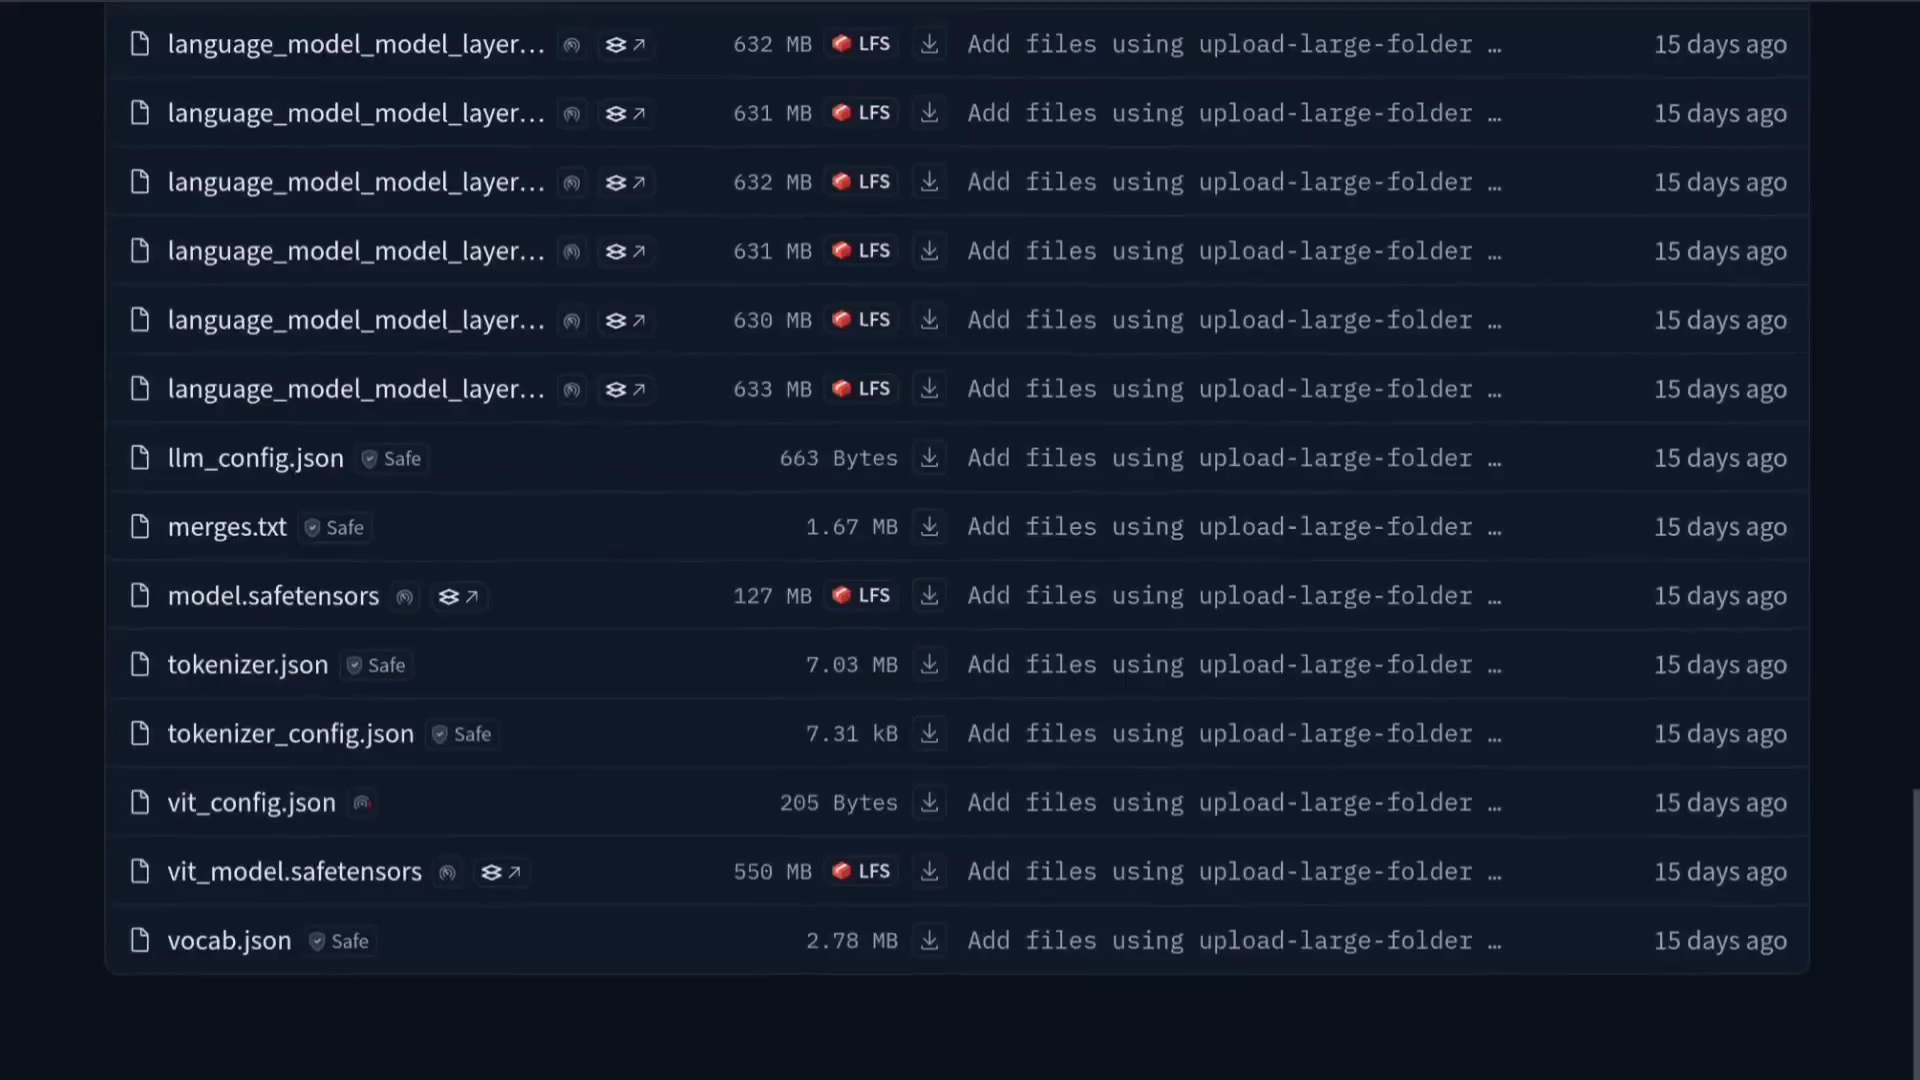 language_model_model_layer... 632 MB LFS Add files using upload-large-folder … 15 days ago
language_model_model_layer... 631 MB LFS Add files using upload-large-folder … 15 days ago
language_model_model_layer... 632 MB LFS Add files using upload-large-folder … 15 days ago
language_model_model_layer... 631 MB LFS Add files using upload-large-folder … 15 days ago
language_model_model_layer... 630 MB LFS Add files using upload-large-folder … 15 days ago
language_model_model_layer... 633 MB LFS Add files using upload-large-folder … 15 days ago
llm_config.json Safe 663 Bytes Add files using upload-large-folder … 15 days ago
merges.txt Safe 1.67 MB Add files using upload-large-folder … 15 days ago
model.safetensors 127 MB LFS Add files using upload-large-folder … 15 days ago
tokenizer.json Safe 7.03 MB Add files using upload-large-folder … 15 days ago
tokenizer_config.json Safe 7.31 kB Add files using upload-large-folder … 15 days ago
vit_config.json 205 Bytes Add files using upload-large-folder … 15 days ago
vit_model.safetensors 550 MB LFS Add files using upload-large-folder … 15 days ago
vocab.json Safe 2.78 MB Add files using upload-large-folder … 15 days ago